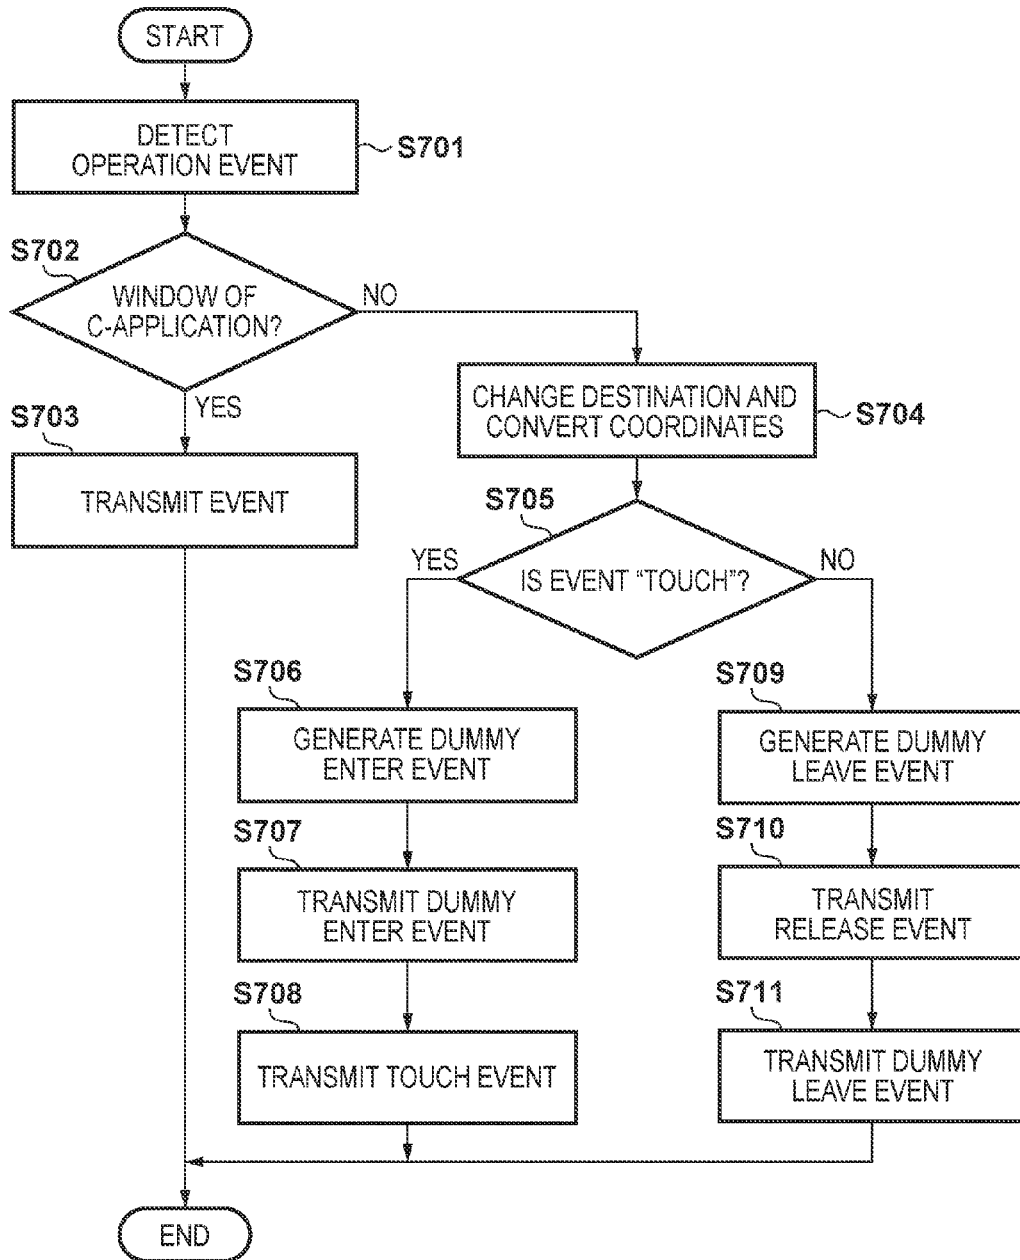 START
DETECT
OPERATION EVENT
S701
S702
WINDOW OF
C-APPLICATION?
NO
YES
S703
TRANSMIT EVENT
CHANGE DESTINATION AND
CONVERT COORDINATES
S704
S705
IS EVENT “TOUCH”?
YES
NO
S706
GENERATE DUMMY
ENTER EVENT
S707
TRANSMIT DUMMY
ENTER EVENT
S708
TRANSMIT TOUCH EVENT
S709
GENERATE DUMMY
LEAVE EVENT
S710
TRANSMIT
RELEASE EVENT
S711
TRANSMIT DUMMY
LEAVE EVENT
END